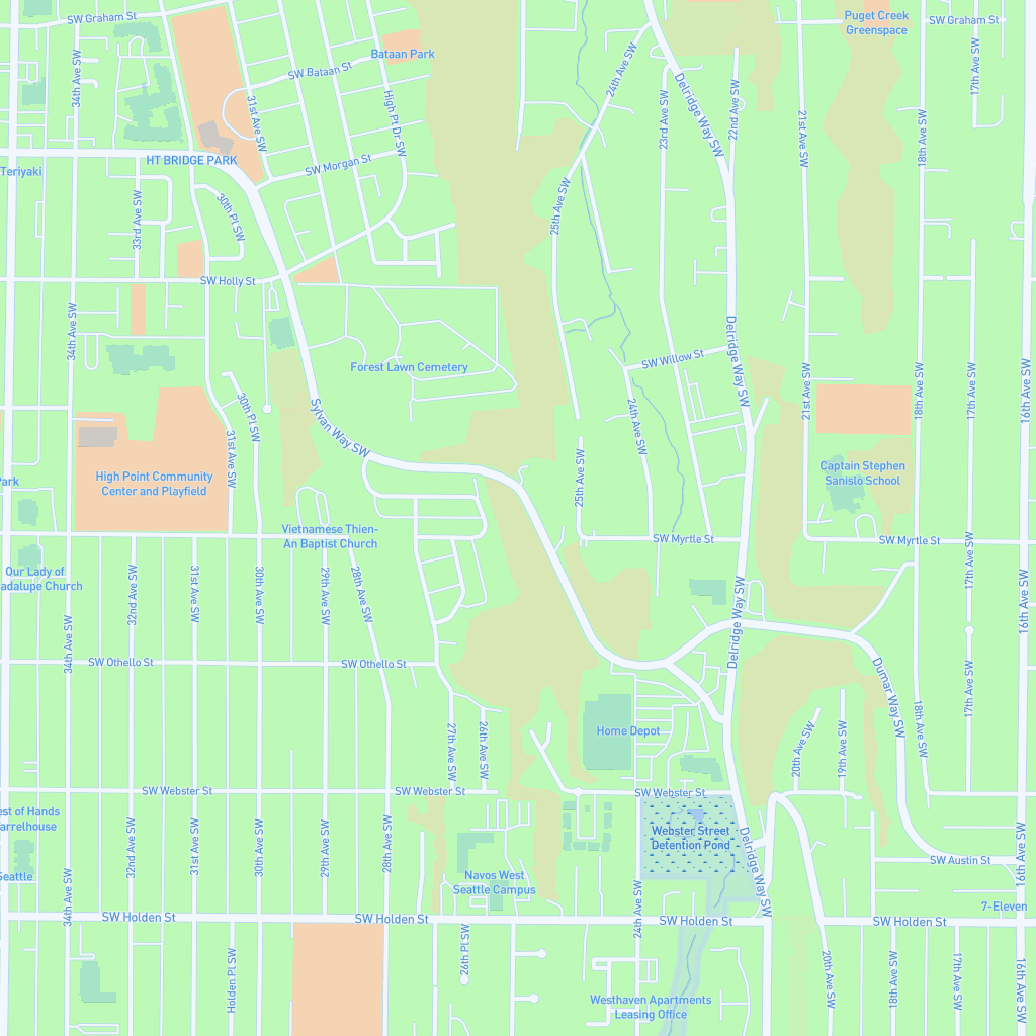 SW Graham St
Puget Creek
Greenspace
SW Graham St
34th Ave SW
Bataan Park
SW Bataan St
24th Ave SW
17th Ave SW
Delridge Way SW
22nd Ave SW
31st Ave SW
High Pt Dr SW
23rd Ave SW
21st Ave SW
18th Ave SW
HT BRIDGE PARK
SW Morgan St
Teriyaki
30th Pl SW
33rd Ave SW
25th Ave SW
SW Holly St
34th Ave SW
Delridge Way SW
SW Willow St
Forest Lawn Cemetery
21st Ave SW
18th Ave SW
17th Ave SW
16th Ave SW
30th Pl SW
Sylvan Way SW
24th Ave SW
31st Ave SW
25th Ave SW
Captain Stephen
Sanislo School
High Point Community
Center and Playfield
Park
Vietnamese Thien-
An Baptist Church
SW Myrtle St
SW Myrtle St
17th Ave SW
Our Lady of
adalupe Church
32nd Ave SW
31st Ave SW
30th Ave SW
29th Ave SW
28th Ave SW
16th Ave SW
34th Ave SW
Delridge Way SW
SW Othello St
SW Othello St
17th Ave SW
Dumar Way SW
18th Ave SW
27th Ave SW
26th Ave SW
Home Depot
20th Ave SW
19th Ave SW
SW Webster St
SW Webster St
SW Webster St
est of Hands
arrelhouse
32nd Ave SW
31st Ave SW
30th Ave SW
29th Ave SW
28th Ave SW
Webster Street
Detention Pond
Delridge Way SW
16th Ave SW
SW Austin St
Seattle
34th Ave SW
Navos West
Seattle Campus
24th Ave SW
7-Eleven
SW Holden St
SW Holden St
SW Holden St
SW Holden St
Holden Pl SW
26th Pl SW
20th Ave SW
18th Ave SW
17th Ave SW
16th Ave SW
Westhaven Apartments
Leasing Office